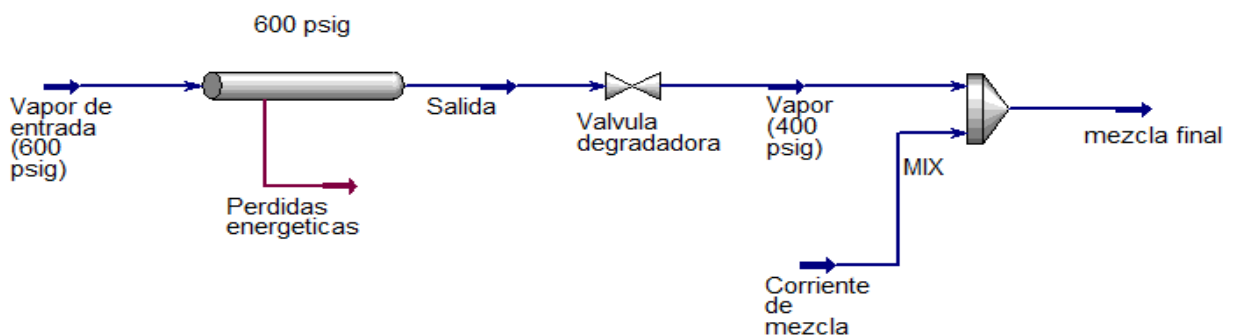 600 psig
Vapor de
entrada
(600
psig)
Salida
Valvula
degradadora
Vapor
(400
psig)
mezcla final
MIX
Perdidas
energeticas
Corriente
de
mezcla